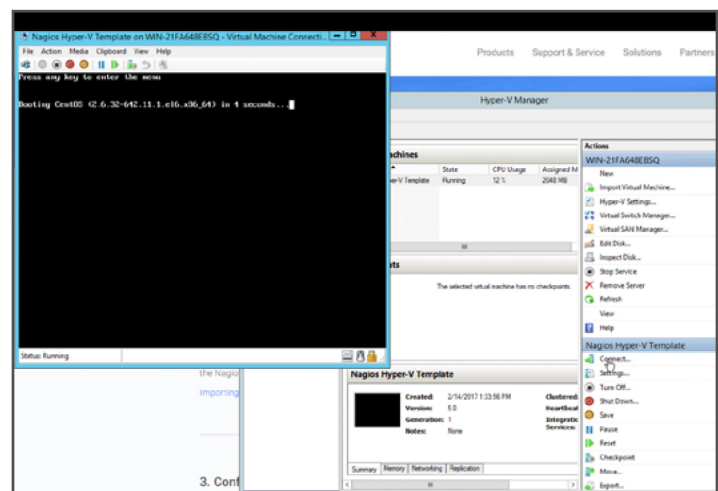 Nagios Hyper-V Template on WIN-21FA648EBSQ - Virtual Machine Connecti...
File Action Media Clipboard View Help
Press any key to enter the menu
Booting CentOS (2.6.32-642.11.1.el6.x86_64) in 4 seconds...
Status: Running
Products Support & Service Solutions Partners
Hyper-V Manager
achines
State CPU Usage Assigned M
er-V Template Running 12 % 2048 MB
nts
The selected virtual machine has no checkpoints.
Actions
WIN-21FA648EBSQ
New
Import Virtual Machine...
Hyper-V Settings...
Virtual Switch Manager...
Virtual SAN Manager...
Edit Disk...
Inspect Disk...
Stop Service
Remove Server
Refresh
View
Help
Nagios Hyper-V Template
Connect...
Settings...
Turn Off...
Shut Down...
Save
Pause
Reset
Checkpoint
Move...
Export...
the Nagio
Importing
3. Conf
Nagios Hyper-V Template
Created: 2/14/2017 1:33:56 PM Clustered:
Version: 5.0 Heartbeat
Generation: 1 Integratic
Services:
Notes: None
Summary Memory Networking Replication